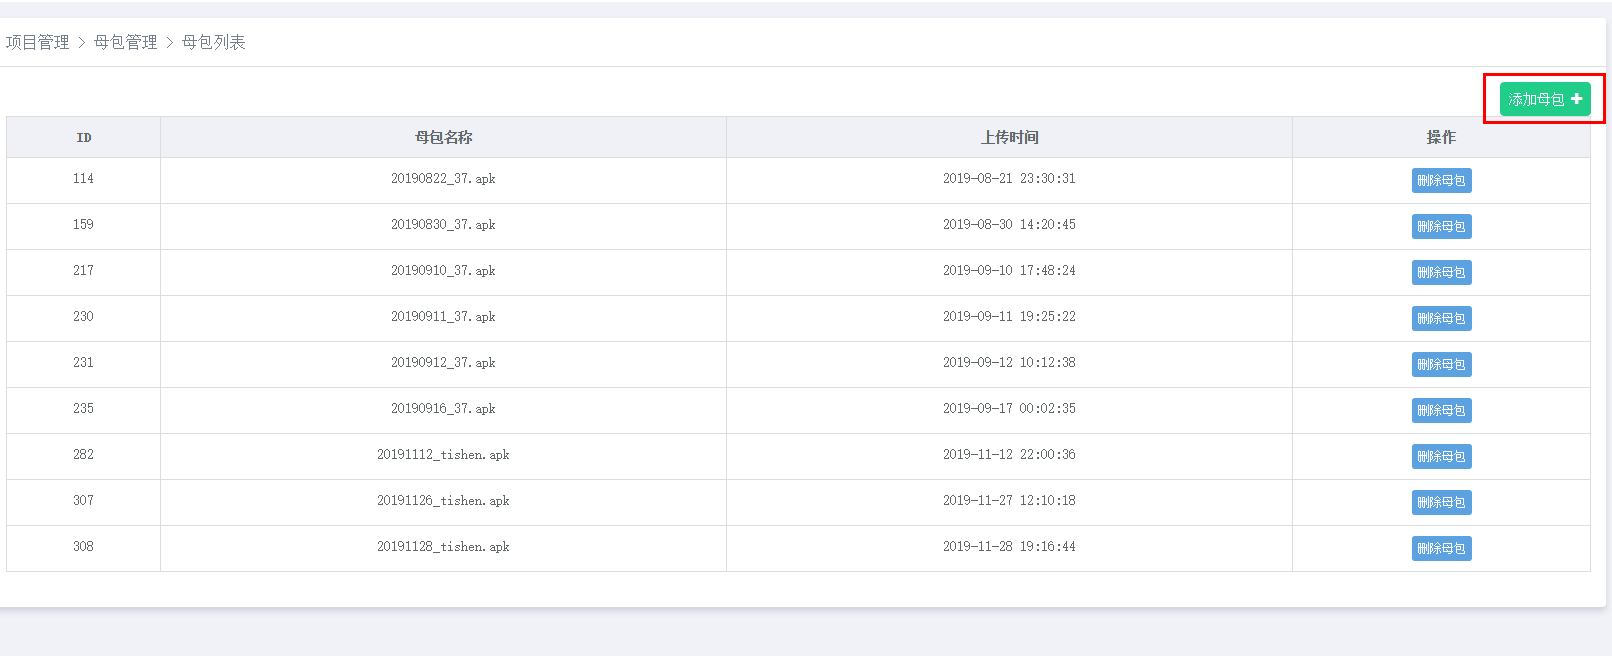 项目管理 > 母包管理 > 母包列表
添加母包 +
ID 母包名称 上传时间 操作
114 20190822_37.apk 2019-08-21 23:30:31 删除母包
159 20190830_37.apk 2019-08-30 14:20:45 删除母包
217 20190910_37.apk 2019-09-10 17:48:24 删除母包
230 20190911_37.apk 2019-09-11 19:25:22 删除母包
231 20190912_37.apk 2019-09-12 10:12:38 删除母包
235 20190916_37.apk 2019-09-17 00:02:35 删除母包
282 20191112_tishen.apk 2019-11-12 22:00:36 删除母包
307 20191126_tishen.apk 2019-11-27 12:10:18 删除母包
308 20191128_tishen.apk 2019-11-28 19:16:44 删除母包